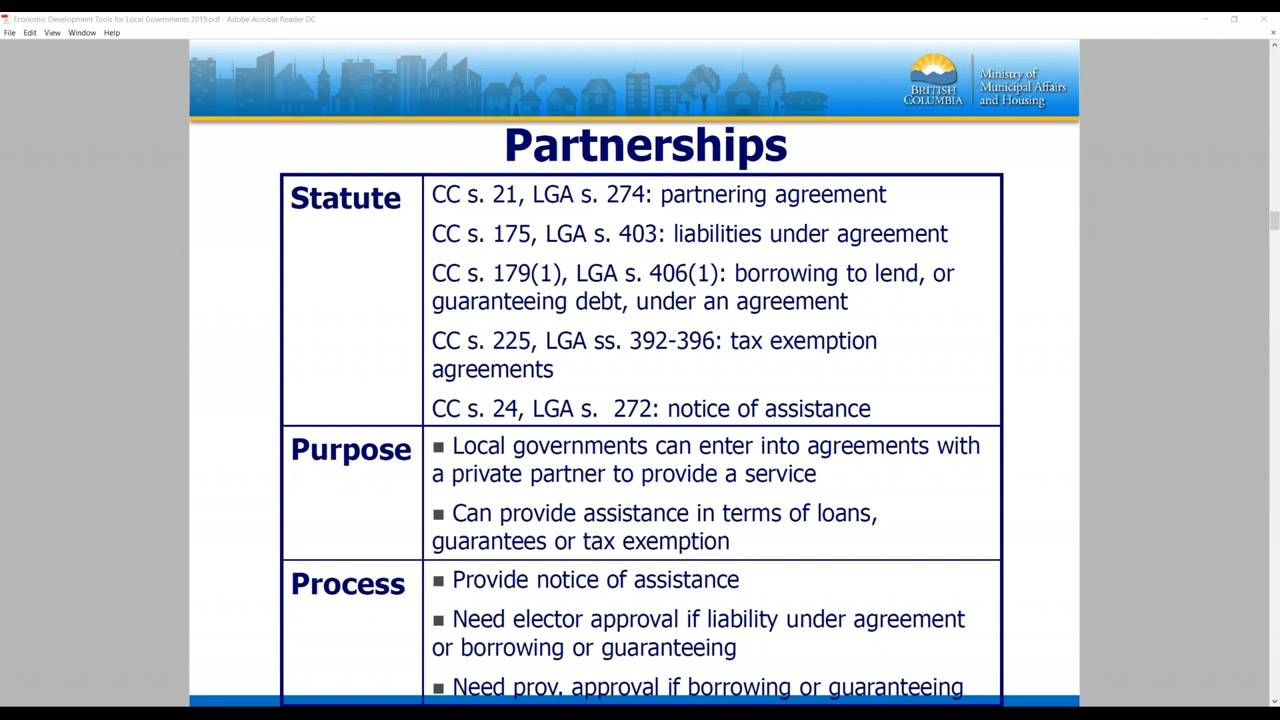 Economic Development Tools for Local Governments 2019.pdf - Adobe Acrobat Reader DC
File Edit View Window Help
BRITISH
COLUMBIA
Ministry of
Municipal Affairs
and Housing
Partnerships
Statute
CC s. 21, LGA s. 274: partnering agreement
CC s. 175, LGA s. 403: liabilities under agreement
CC s. 179(1), LGA s. 406(1): borrowing to lend, or
guaranteeing debt, under an agreement
CC s. 225, LGA ss. 392-396: tax exemption
agreements
CC s. 24, LGA s. 272: notice of assistance
Purpose
■ Local governments can enter into agreements with
a private partner to provide a service
■ Can provide assistance in terms of loans,
guarantees or tax exemption
Process
■ Provide notice of assistance
■ Need elector approval if liability under agreement
or borrowing or guaranteeing
■ Need prov. approval if borrowing or guaranteeing